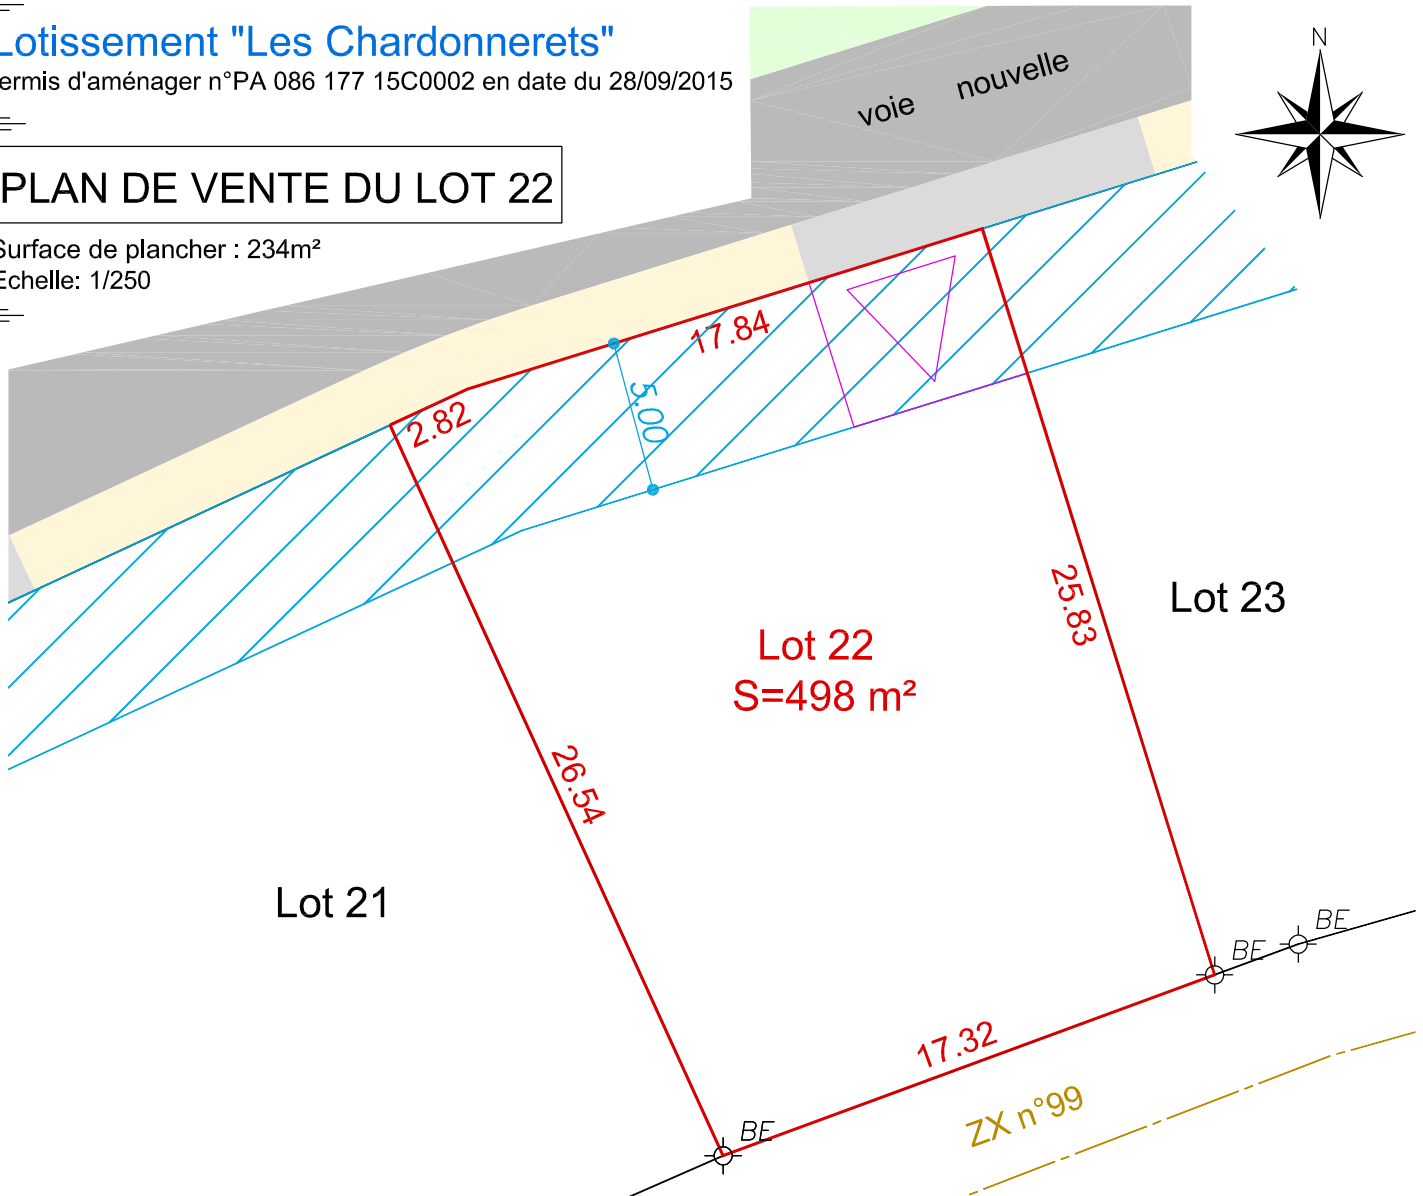 Lotissement "Les Chardonnerets"
ermis d'aménager n°PA 086 177 15C0002 en date du 28/09/2015
PLAN DE VENTE DU LOT 22
Surface de plancher : 234m²
Echelle: 1/250
voie nouvelle
N
17.84
2.82
5.00
25.83
Lot 23
Lot 22
S=498 m²
26.54
Lot 21
BE
BE
17.32
ZX n°99
BE